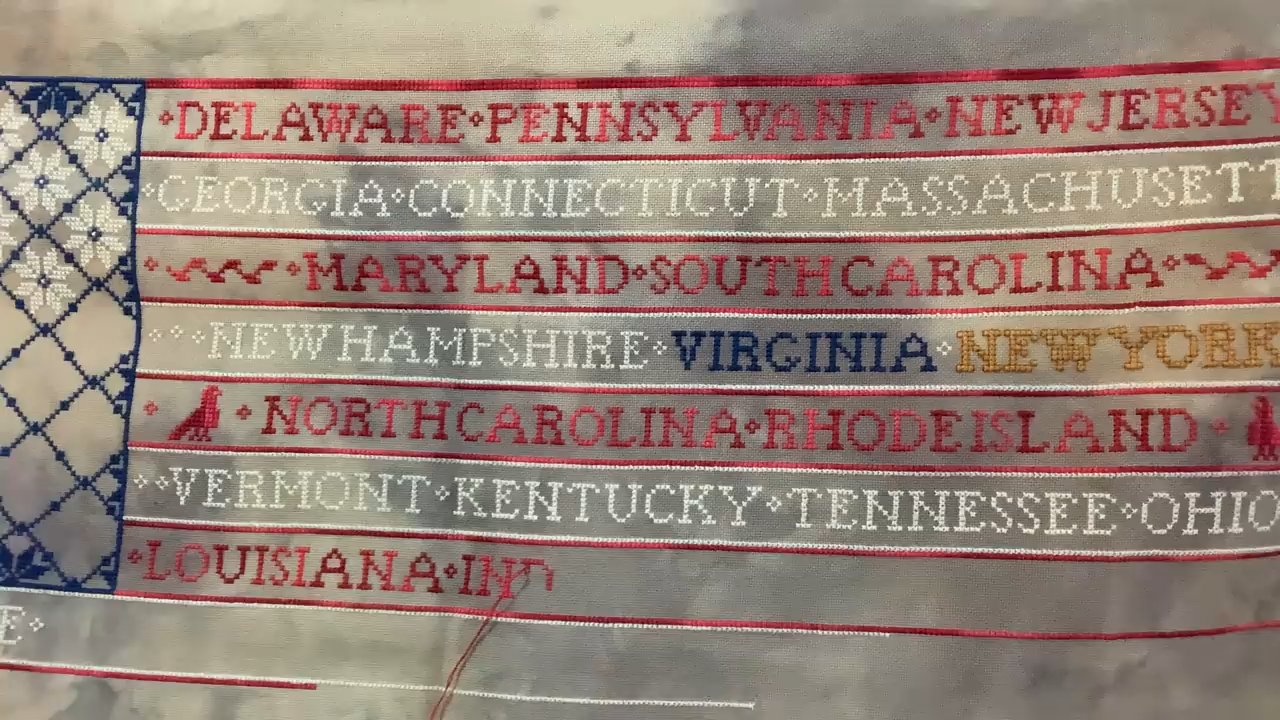 DELAWARE PENNSYLVANIA NEW JERSEY
GEORGIA CONNECTICUT MASSACHUSETT
MARYLAND SOUTH CAROLINA
NEW HAMPSHIRE VIRGINIA NEW YORK
NORTH CAROLINA RHODE ISLAND
VERMONT KENTUCKY TENNESSEE OHIO
LOUISIANA IN
E